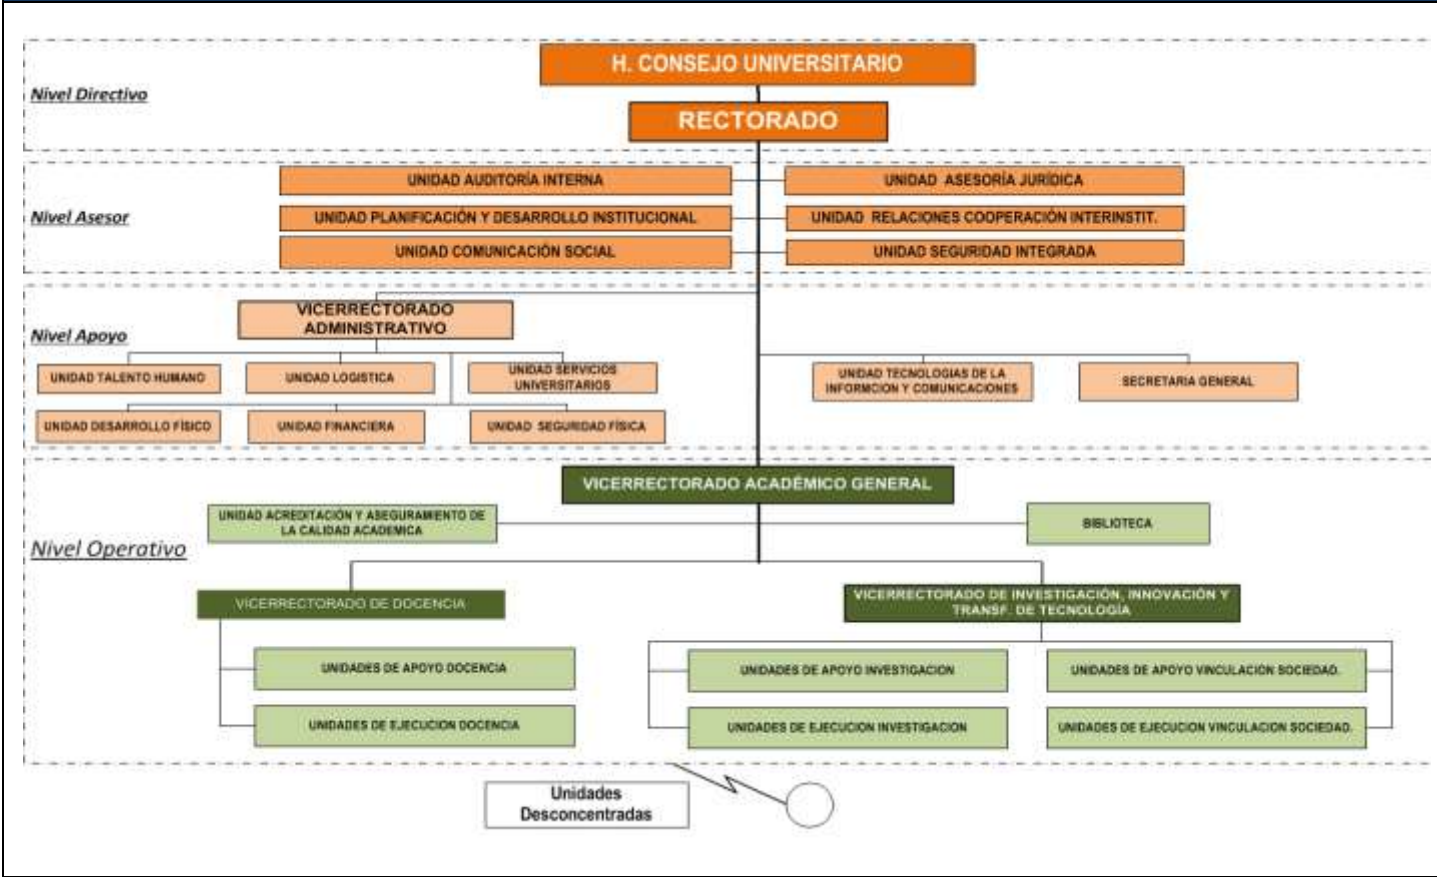 H. CONSEJO UNIVERSITARIO
Nivel Directivo
RECTORADO
UNIDAD AUDITORÍA INTERNA
UNIDAD ASESORÍA JURÍDICA
Nivel Asesor
UNIDAD PLANIFICACIÓN Y DESARROLLO INSTITUCIONAL
UNIDAD RELACIONES COOPERACIÓN INTERINSTIT.
UNIDAD COMUNICACIÓN SOCIAL
UNIDAD SEGURIDAD INTEGRADA
VICERRECTORADO
ADMINISTRATIVO
Nivel Apoyo
UNIDAD TALENTO HUMANO
UNIDAD LOGISTICA
UNIDAD SERVICIOS
UNIVERSITARIOS
UNIDAD TECNOLOGIAS DE LA
INFORMCION Y COMUNICACIONES
SECRETARIA GENERAL
UNIDAD DESARROLLO FÍSICO
UNIDAD FINANCIERA
UNIDAD SEGURIDAD FÍSICA
VICERRECTORADO ACADÉMICO GENERAL
UNIDAD ACREDITACIÓN Y ASEGURAMIENTO DE
LA CALIDAD ACADEMICA
BIBLIOTECA
Nivel Operativo
VICERRECTORADO DE DOCENCIA
VICERRECTORADO DE INVESTIGACIÓN, INNOVACIÓN Y
TRANSF. DE TECNOLOGÍA
UNIDADES DE APOYO DOCENCIA
UNIDADES DE APOYO INVESTIGACION
UNIDADES DE APOYO VINCULACION SOCIEDAD.
UNIDADES DE EJECUCION DOCENCIA
UNIDADES DE EJECUCION INVESTIGACION
UNIDADES DE EJECUCION VINCULACION SOCIEDAD.
Unidades
Desconcentradas